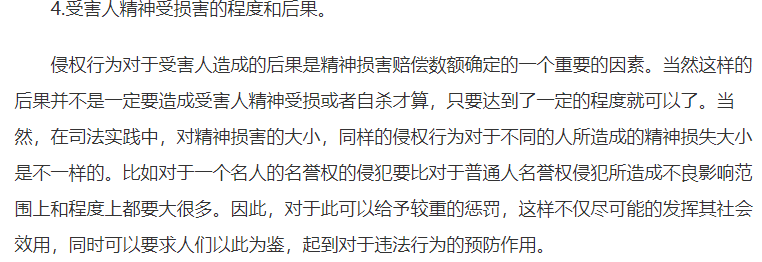 4.受害人精神受损害的程度和后果。
侵权行为对于受害人造成的后果是精神损害赔偿数额确定的一个重要的因素。当然这样的
后果并不是一定要造成受害人精神受损或者自杀才算，只要达到了一定的程度就可以了。当
然，在司法实践中，对精神损害的大小，同样的侵权行为对于不同的人所造成的精神损失大小
是不一样的。比如对于一个名人的名誉权的侵犯要比对于普通人名誉权侵犯所造成不良影响范
围上和程度上都要大很多。因此，对于此可以给予较重的惩罚，这样不仅尽可能的发挥其社会
效用，同时可以要求人们以此为鉴，起到对于违法行为的预防作用。